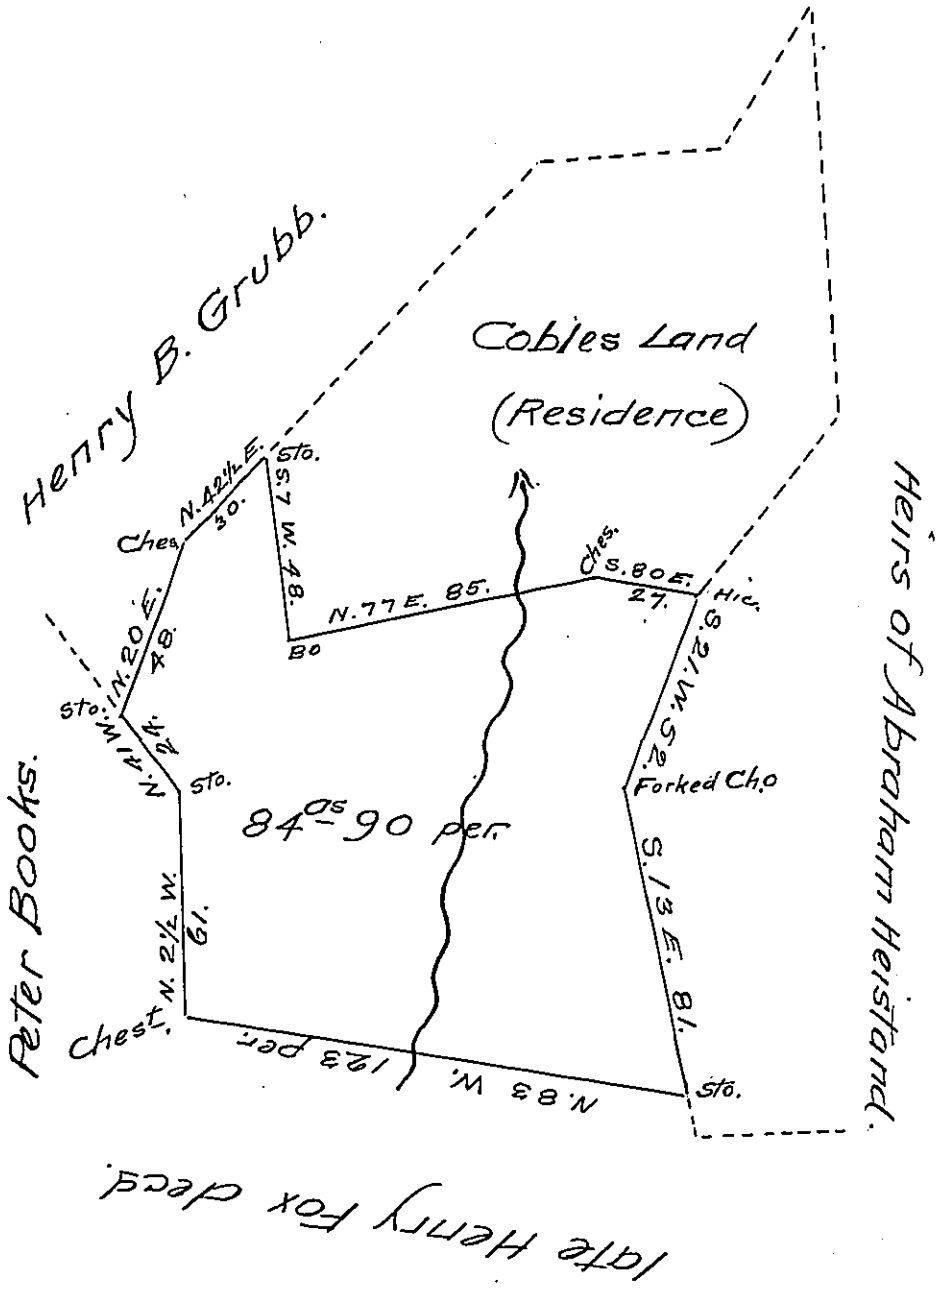 Henry B. Grubb.
Cobles Land
(Residence)
Sto.
N. 42½ E.
30.
S. 7 W. 48.
Ches.
Ches.
S. 80 E.
27.
Hic.
N. 77 E. 85.
BO
N. 20 E.
48.
S. 21. W. 52.
Sto.
N. 41 W.
24.
Sto.
Forked Ch.o
84as- 90 per.
Heirs of Abraham Heistand.
Peter Books.
N. 2½ W.
61.
S. 13 E. 81.
Chest.
N. 83 W. 123 per.
Sto.
late Henry Fox decd.